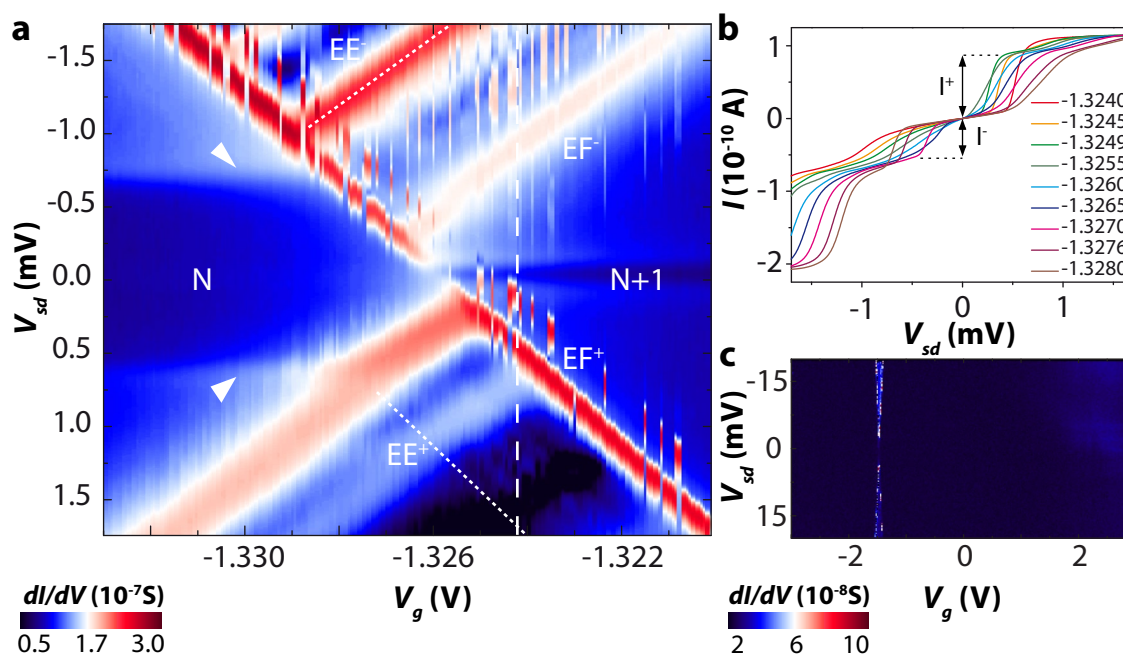 a
-1.5
-1.0
-0.5
0.0
0.5
1.0
1.5
V_sd (mV)
EE⁻
EF⁻
N
N+1
EF⁺
EE⁺
-1.330
-1.326
-1.322
V_g (V)
dI/dV (10⁻⁷S)
0.5 1.7 3.0
b
1
0
-1
-2
I (10⁻¹⁰ A)
I⁺
I⁻
-1.3240
-1.3245
-1.3249
-1.3255
-1.3260
-1.3265
-1.3270
-1.3276
-1.3280
-1 0 1
V_sd (mV)
c
-15
0
15
V_sd (mV)
-2 0 2
V_g (V)
dI/dV (10⁻⁸S)
2 6 10